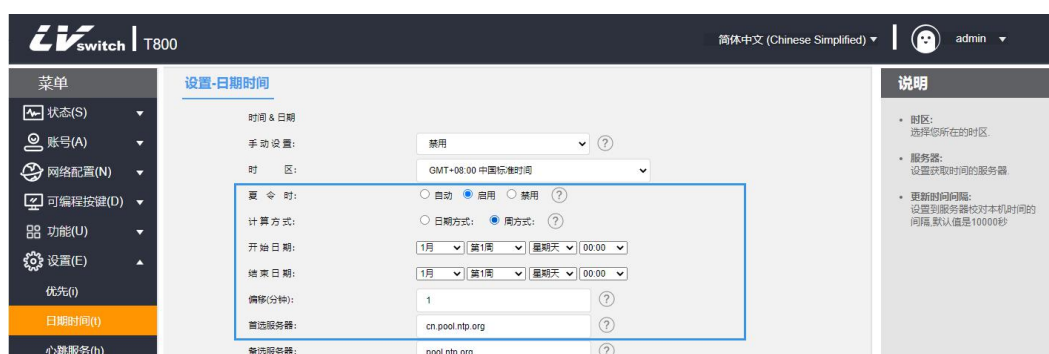 LVswitch T800
简体中文 (Chinese Simplified)
admin
菜单
状态(S)
账号(A)
网络配置(N)
可编程按键(D)
功能(U)
设置(E)
优先(i)
日期时间(t)
心跳服务(h)
设置-日期时间
时间 & 日期
手动设置: 禁用 ?
时 区: GMT+08:00 中国标准时间
夏 令 时: 自动 启用 禁用 ?
计算方式: 日期方式: 周方式: ?
开始日期: 1月 第1周 星期天 00:00
结束日期: 1月 第1周 星期天 00:00
偏移(分钟): 1 ?
首选服务器: cn.pool.ntp.org ?
备选服务器: pool.ntp.org ?
说明
• 时区:
选择您所在的时区.
• 服务器:
设置获取时间的服务器.
• 更新时间间隔:
设置到服务器校对本机时间的
间隔,默认值是10000秒